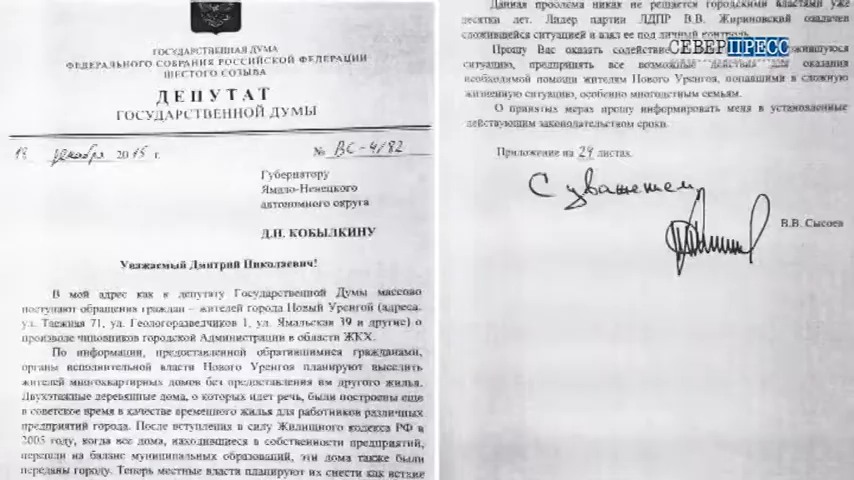 ГОСУДАРСТВЕННАЯ ДУМА
ФЕДЕРАЛЬНОГО СОБРАНИЯ РОССИЙСКОЙ ФЕДЕРАЦИИ
ШЕСТОГО СОЗЫВА
ДЕПУТАТ
ГОСУДАРСТВЕННОЙ ДУМЫ
декабря 2015 г.
№ ВС-4/82
Губернатору
Ямало-Ненецкого
автономного округа
Д.Н. КОБЫЛКИНУ
Уважаемый Дмитрий Николаевич!
В мой адрес как к депутату Государственной Думы массово
поступают обращения граждан – жителей города Новый Уренгой (адреса:
ул. Таежная 71, ул. Геологоразведчиков 1, ул. Ямальская 39 и другие) о
произволе чиновников городской Администрации в области ЖКХ.
По информации, предоставленной обратившимися гражданами,
органы исполнительной власти Нового Уренгоя планируют выселить
жителей многоквартирных домов без предоставления им другого жилья.
Двухэтажные деревянные дома, о которых идет речь, были построены еще
в советское время в качестве временного жилья для работников различных
предприятий города. После вступления в силу Жилищного кодекса РФ в
2005 году, когда все дома, находившиеся в собственности предприятий,
перешли на баланс муниципальных образований, эти дома также были
переданы городу. Теперь местные власти планируют их снести как ветхие
Данная проблема никак не решается городскими властями уже
десятки лет. Лидер партии ЛДПР В.В. Жириновский озадачен
сложившейся ситуацией и взял ее под личный контроль.
СЕВЕРПРЕСС
Прошу Вас оказать содействие
ситуацию, предпринять все возможные действия для оказания
необходимой помощи жителям Нового Уренгоя, попавшими в сложную
жизненную ситуацию, особенно многодетным семьям.
О принятых мерах прошу информировать меня в установленные
действующим законодательством сроки.
Приложение на 29 листах.
С уважением,
В.В. Сысоев